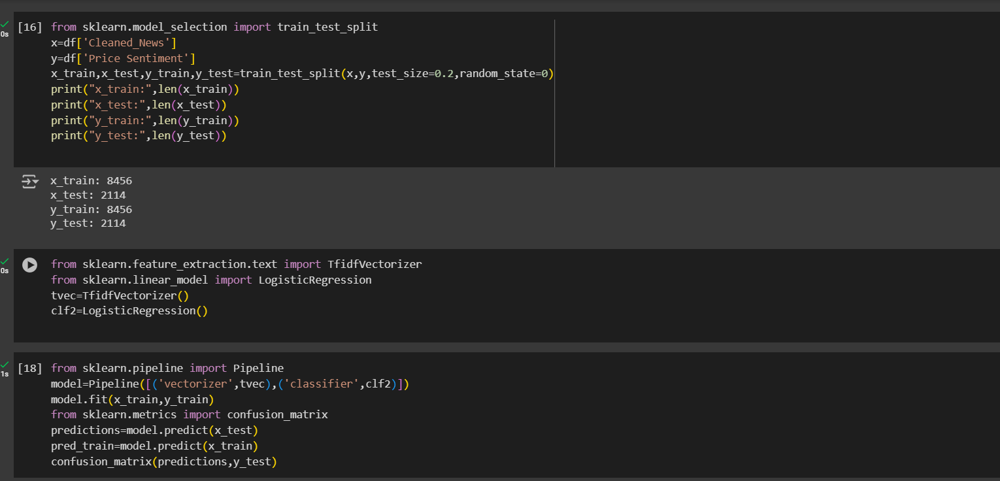 0s
[16] from sklearn.model_selection import train_test_split
x=df['Cleaned_News']
y=df['Price Sentiment']
x_train,x_test,y_train,y_test=train_test_split(x,y,test_size=0.2,random_state=0)
print("x_train:",len(x_train))
print("x_test:",len(x_test))
print("y_train:",len(y_train))
print("y_test:",len(y_test))
x_train: 8456
x_test: 2114
y_train: 8456
y_test: 2114
0s
from sklearn.feature_extraction.text import TfidfVectorizer
from sklearn.linear_model import LogisticRegression
tvec=TfidfVectorizer()
clf2=LogisticRegression()
1s
[18] from sklearn.pipeline import Pipeline
model=Pipeline([('vectorizer',tvec),('classifier',clf2)])
model.fit(x_train,y_train)
from sklearn.metrics import confusion_matrix
predictions=model.predict(x_test)
pred_train=model.predict(x_train)
confusion_matrix(predictions,y_test)